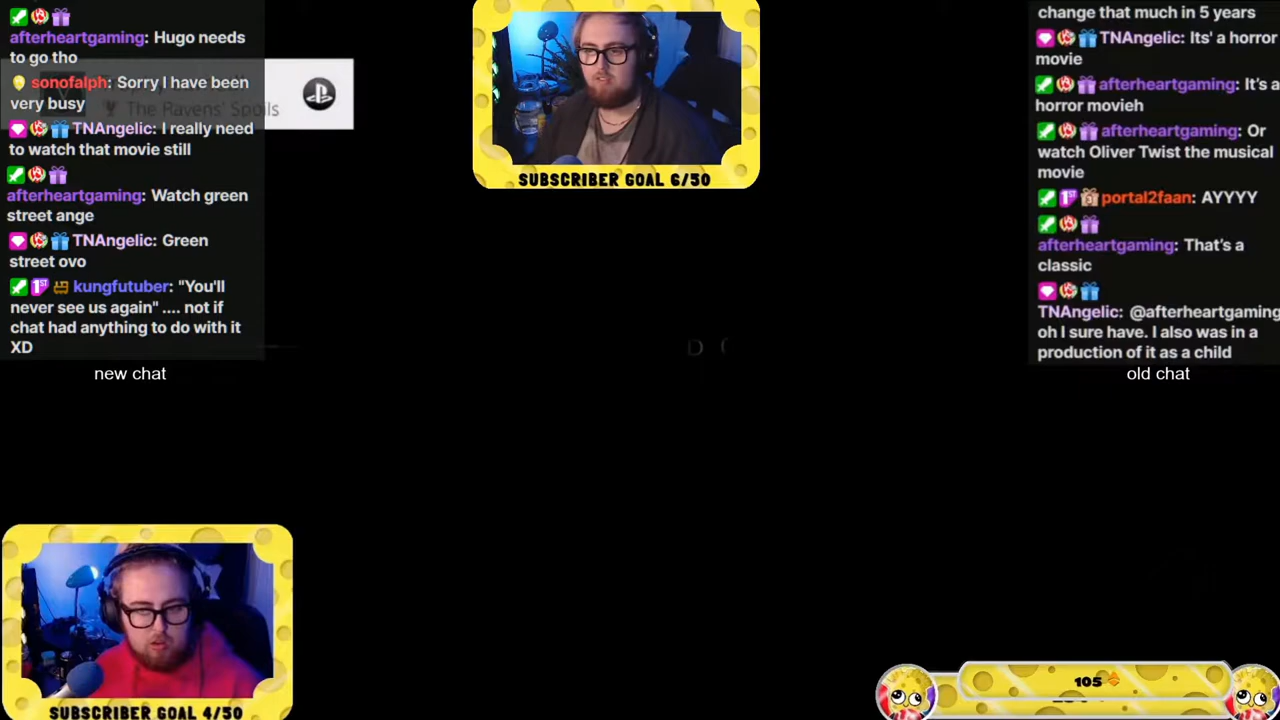 afterheartgaming: Hugo needs
to go tho
sonofalph: Sorry I have been
very busy
The Ravens' Spoils
TNAngelic: I really need
to watch that movie still
afterheartgaming: Watch green
street ange
TNAngelic: Green
street ovo
kungfutuber: "You'll
never see us again" .... not if
chat had anything to do with it
XD
new chat
SUBSCRIBER GOAL 6/50
D
change that much in 5 years
TNAngelic: Its' a horror
movie
afterheartgaming: It's a
horror movieh
afterheartgaming: Or
watch Oliver Twist the musical
movie
portal2faan: AYYYY
afterheartgaming: That's a
classic
TNAngelic: @afterheartgaming
oh I sure have. I also was in a
production of it as a child
old chat
SUBSCRIBER GOAL 4/50
105